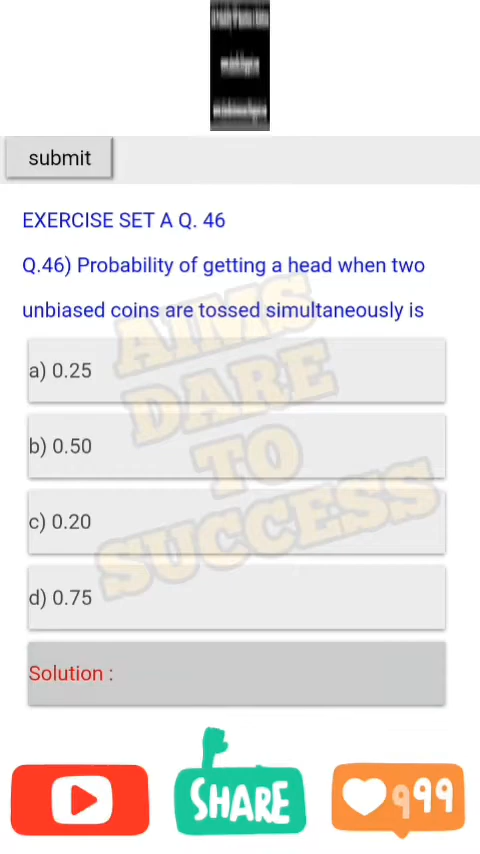 submit
EXERCISE SET A Q. 46
Q.46) Probability of getting a head when two
unbiased coins are tossed simultaneously is
a) 0.25
b) 0.50
c) 0.20
d) 0.75
Solution :
AIMS
DARE
TO
SUCCESS
SHARE
999